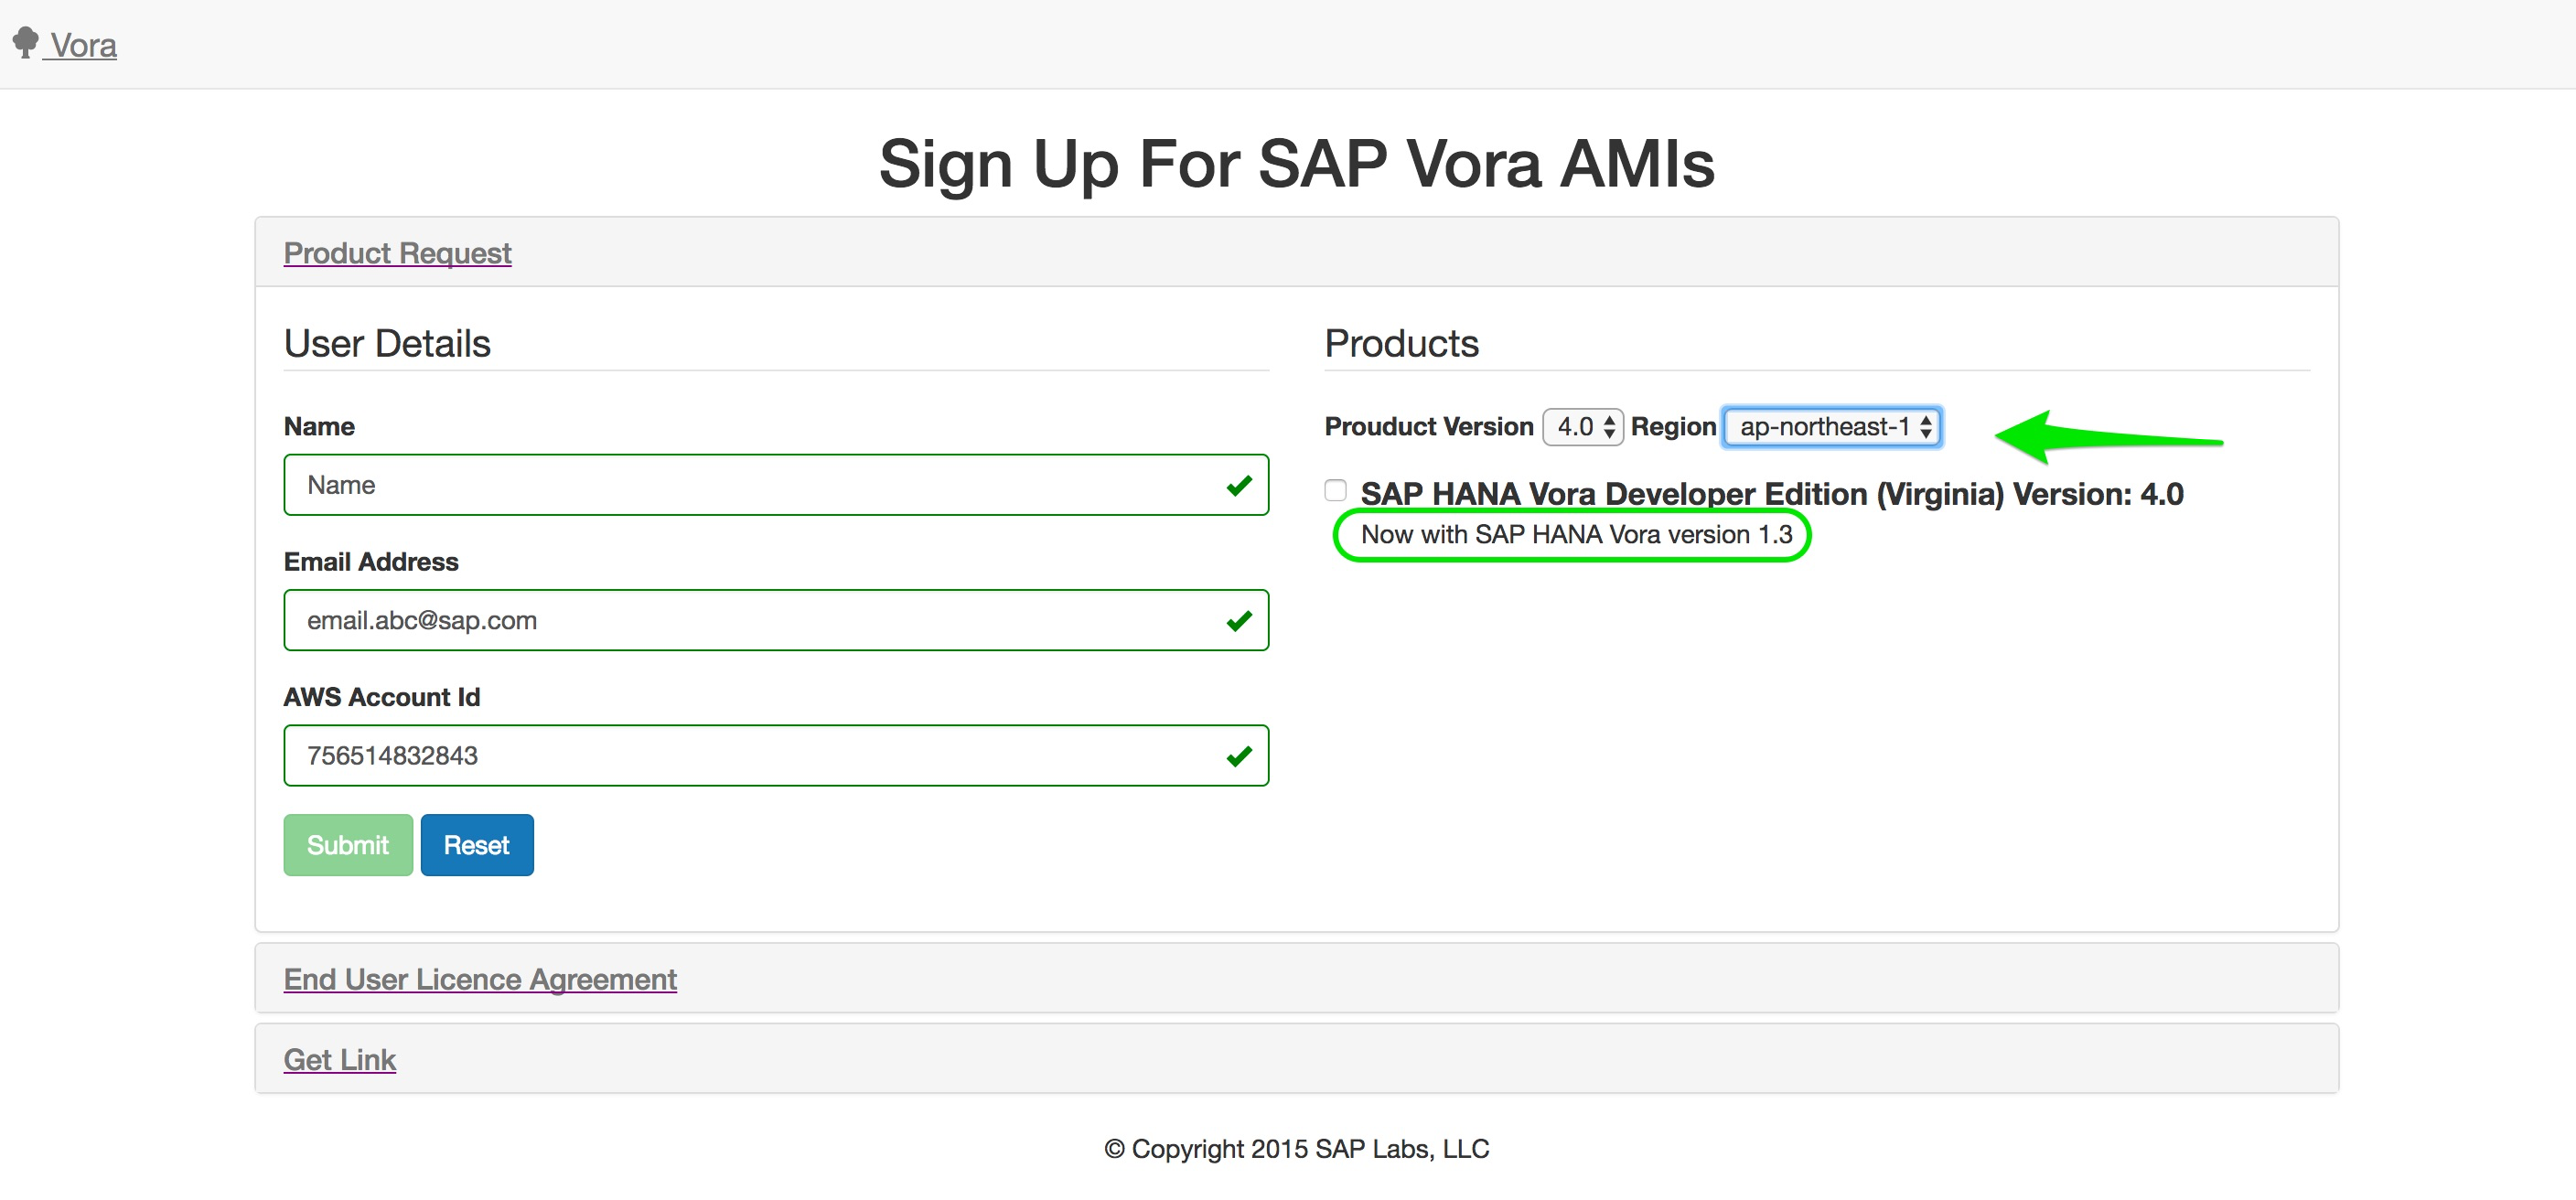 Vora
Sign Up For SAP Vora AMIs
Product Request
User Details
Name
Name
Email Address
email.abc@sap.com
AWS Account Id
756514832843
Submit Reset
Products
Prouduct Version 4.0 Region ap-northeast-1
SAP HANA Vora Developer Edition (Virginia) Version: 4.0
Now with SAP HANA Vora version 1.3
End User Licence Agreement
Get Link
© Copyright 2015 SAP Labs, LLC